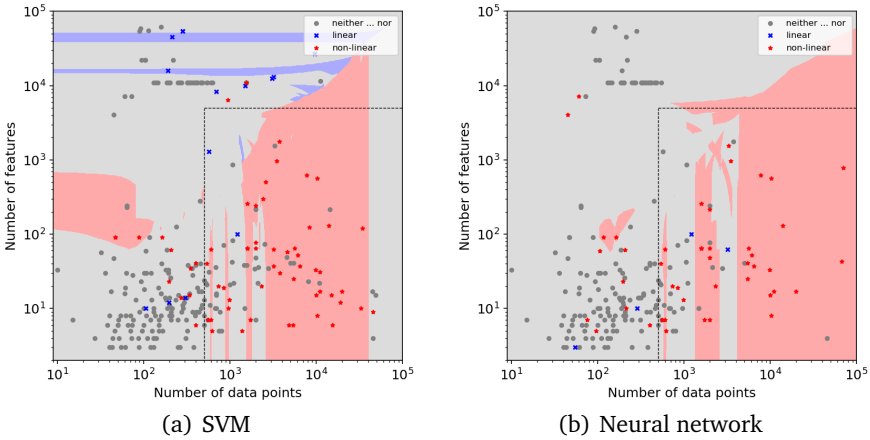 10^5
10^4
10^3
10^2
10^1
Number of features
10^1
10^2
10^3
10^4
10^5
Number of data points
neither ... nor
linear
non-linear
(a) SVM
10^5
10^4
10^3
10^2
10^1
Number of features
10^1
10^2
10^3
10^4
10^5
Number of data points
neither ... nor
linear
non-linear
(b) Neural network